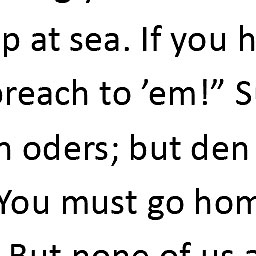 p at sea. If you h
preach to ’em!” S
n oders; but den
You must go hom
But none of us a